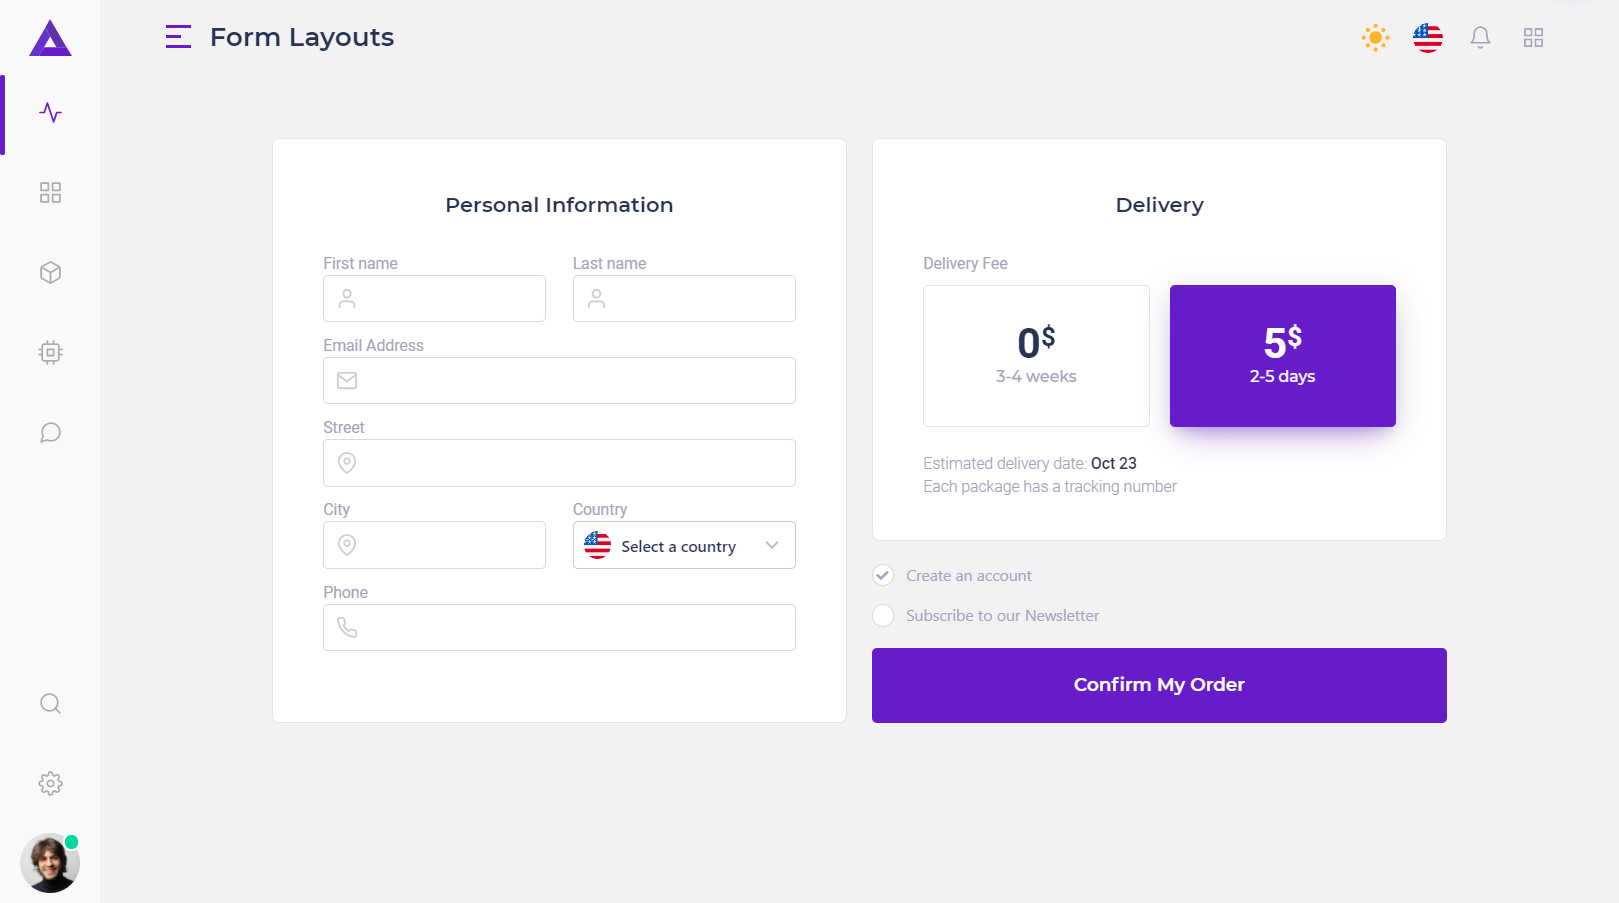 Form Layouts
Personal Information
First name
Last name
Email Address
Street
City
Country
Select a country
Phone
Delivery
Delivery Fee
0$
3-4 weeks
5$
2-5 days
Estimated delivery date: Oct 23
Each package has a tracking number
Create an account
Subscribe to our Newsletter
Confirm My Order